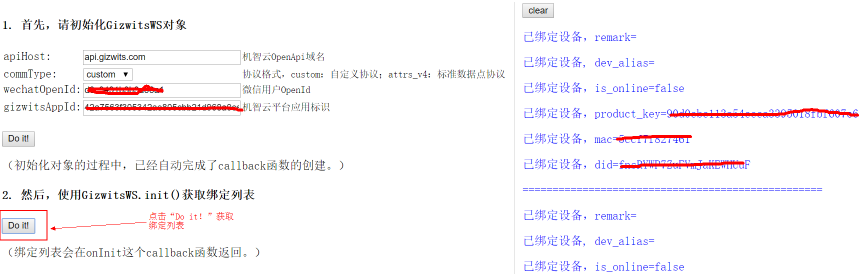 1. 首先，请初始化GizwitsWS对象
apiHost: api.gizwits.com 机智云OpenApi域名
commType: custom 协议格式，custom：自定义协议；attrs_v4：标准数据点协议
wechatOpenId: 微信用户OpenId
gizwitsAppId: 机智云平台应用标识
Do it!
（初始化对象的过程中，已经自动完成了callback函数的创建。）
2. 然后，使用GizwitsWS.init()获取绑定列表
Do it!
点击“Do it！”获取
绑定列表
（绑定列表会在onInit这个callback函数返回。）
clear
已绑定设备，remark=
已绑定设备，dev_alias=
已绑定设备，is_online=false
已绑定设备，product_key=
已绑定设备，mac=
已绑定设备，did=
==================================================
已绑定设备，remark=
已绑定设备，dev_alias=
已绑定设备，is_online=false